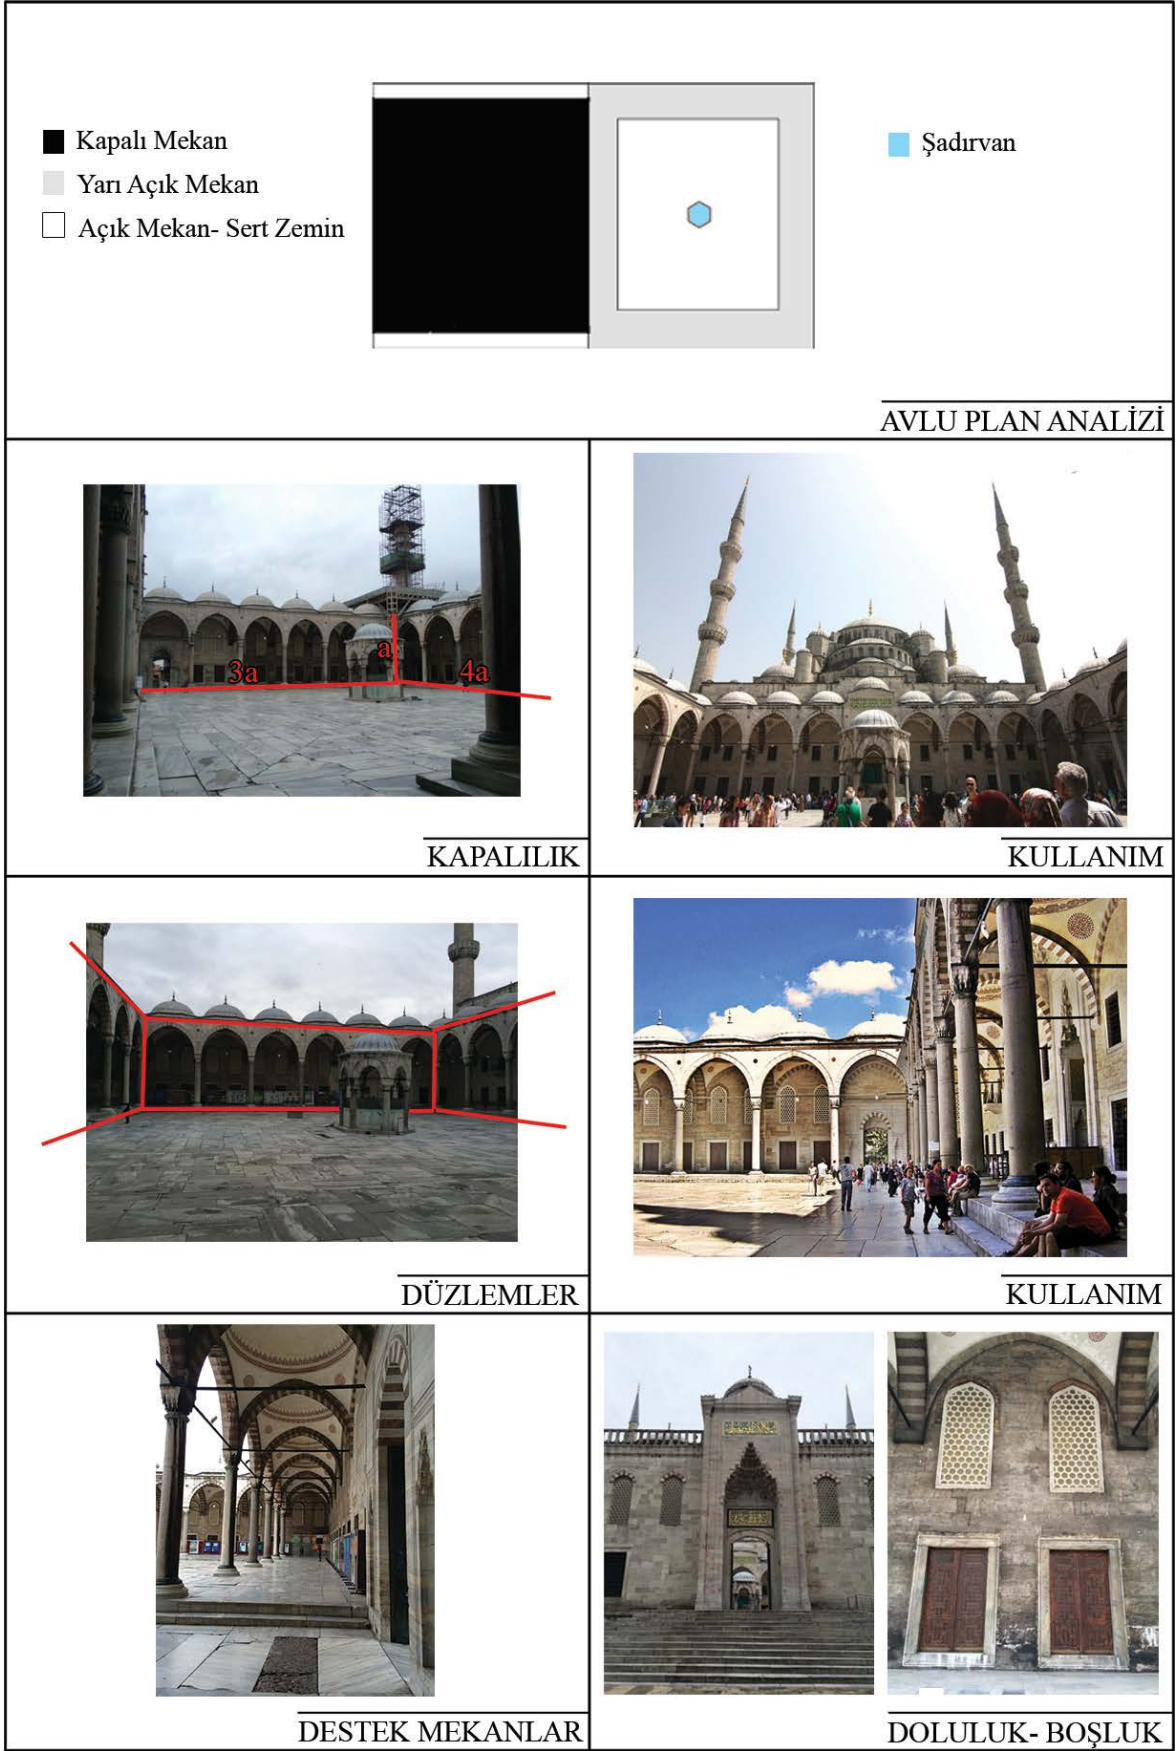 Kapalı Mekan
Yarı Açık Mekan
Açık Mekan- Sert Zemin
Şadırvan
AVLU PLAN ANALİZİ
3a
a
4a
KAPALILIK
KULLANIM
DÜZLEMLER
KULLANIM
DESTEK MEKANLAR
DOLULUK- BOŞLUK